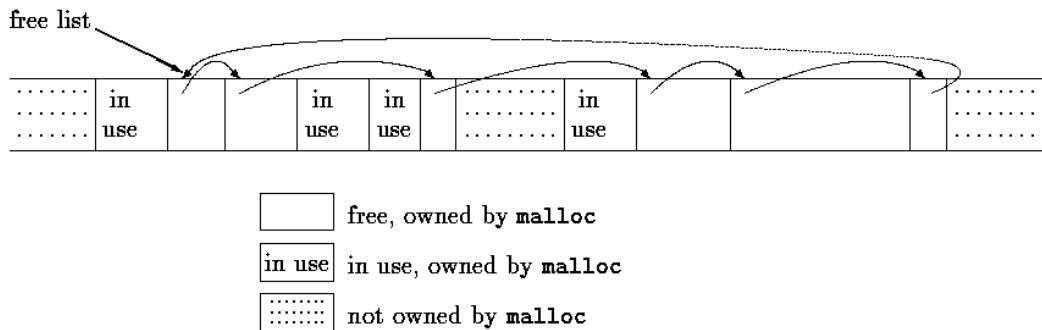 free list
in use
in use
in use
in use
free, owned by malloc
in use in use, owned by malloc
not owned by malloc